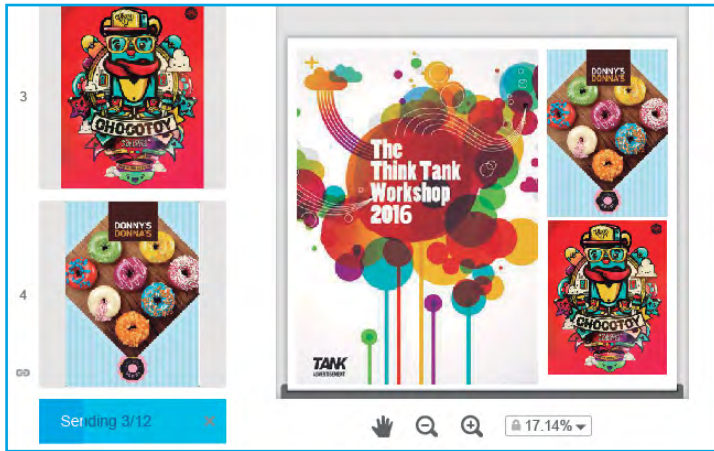 3
CHOCOTOY
4
DONNY'S
DONNA'S
Sending 3/12
The
Think Tank
Workshop
2016
TANK
ADVERTISEMENT
DONNY'S
DONNA'S
CHOCOTOY
17.14%